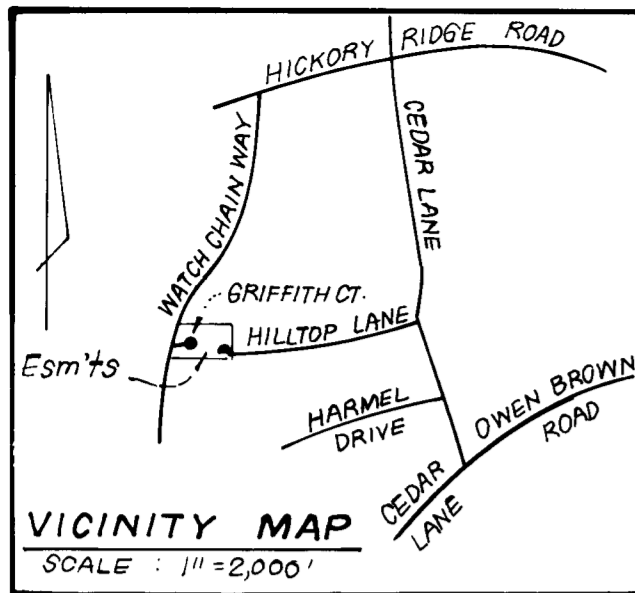 HICKORY RIDGE ROAD
WATCH CHAIN WAY
CEDAR LANE
GRIFFITH CT.
HILLTOP LANE
Esm'ts
HARMEL
DRIVE
OWEN BROWN
ROAD
CEDAR
LANE
VICINITY MAP
SCALE : 1" = 2,000'